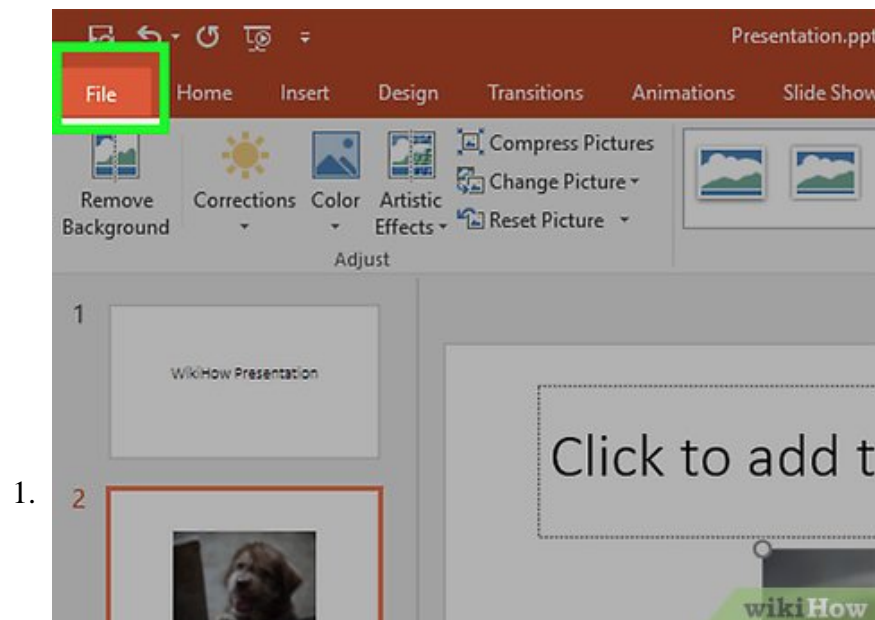 Presentation.ppt
File Home Insert Design Transitions Animations Slide Show
Compress Pictures
Change Picture
Remove Background
Corrections Color
Artistic Effects
Reset Picture
Adjust
1
WikiHow Presentation
Click to add t
1.
2
wikiHow